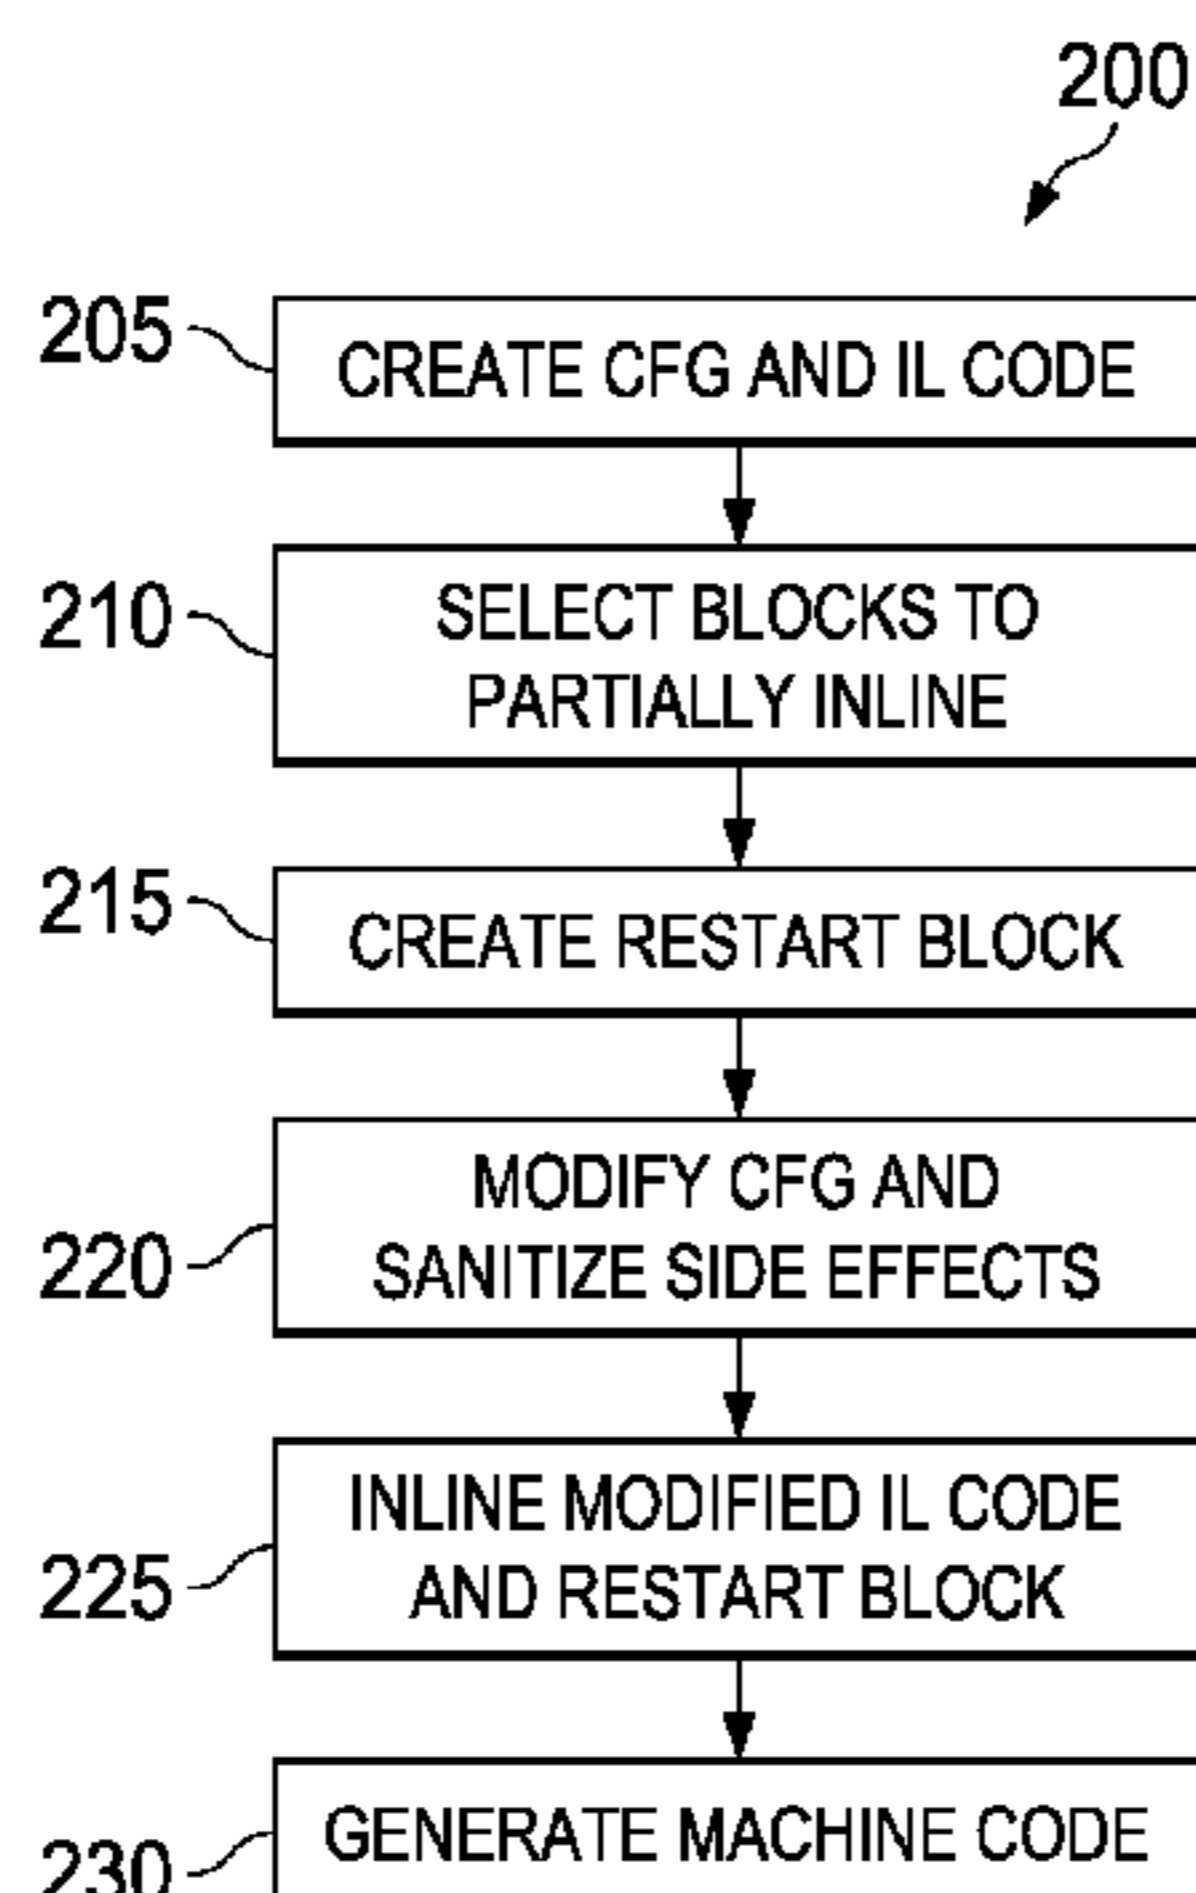 200
205
CREATE CFG AND IL CODE
210
SELECT BLOCKS TO
PARTIALLY INLINE
215
CREATE RESTART BLOCK
MODIFY CFG AND
220
SANITIZE SIDE EFFECTS
INLINE MODIFIED IL CODE
225
AND RESTART BLOCK
GENERATE MACHINE CODE
230